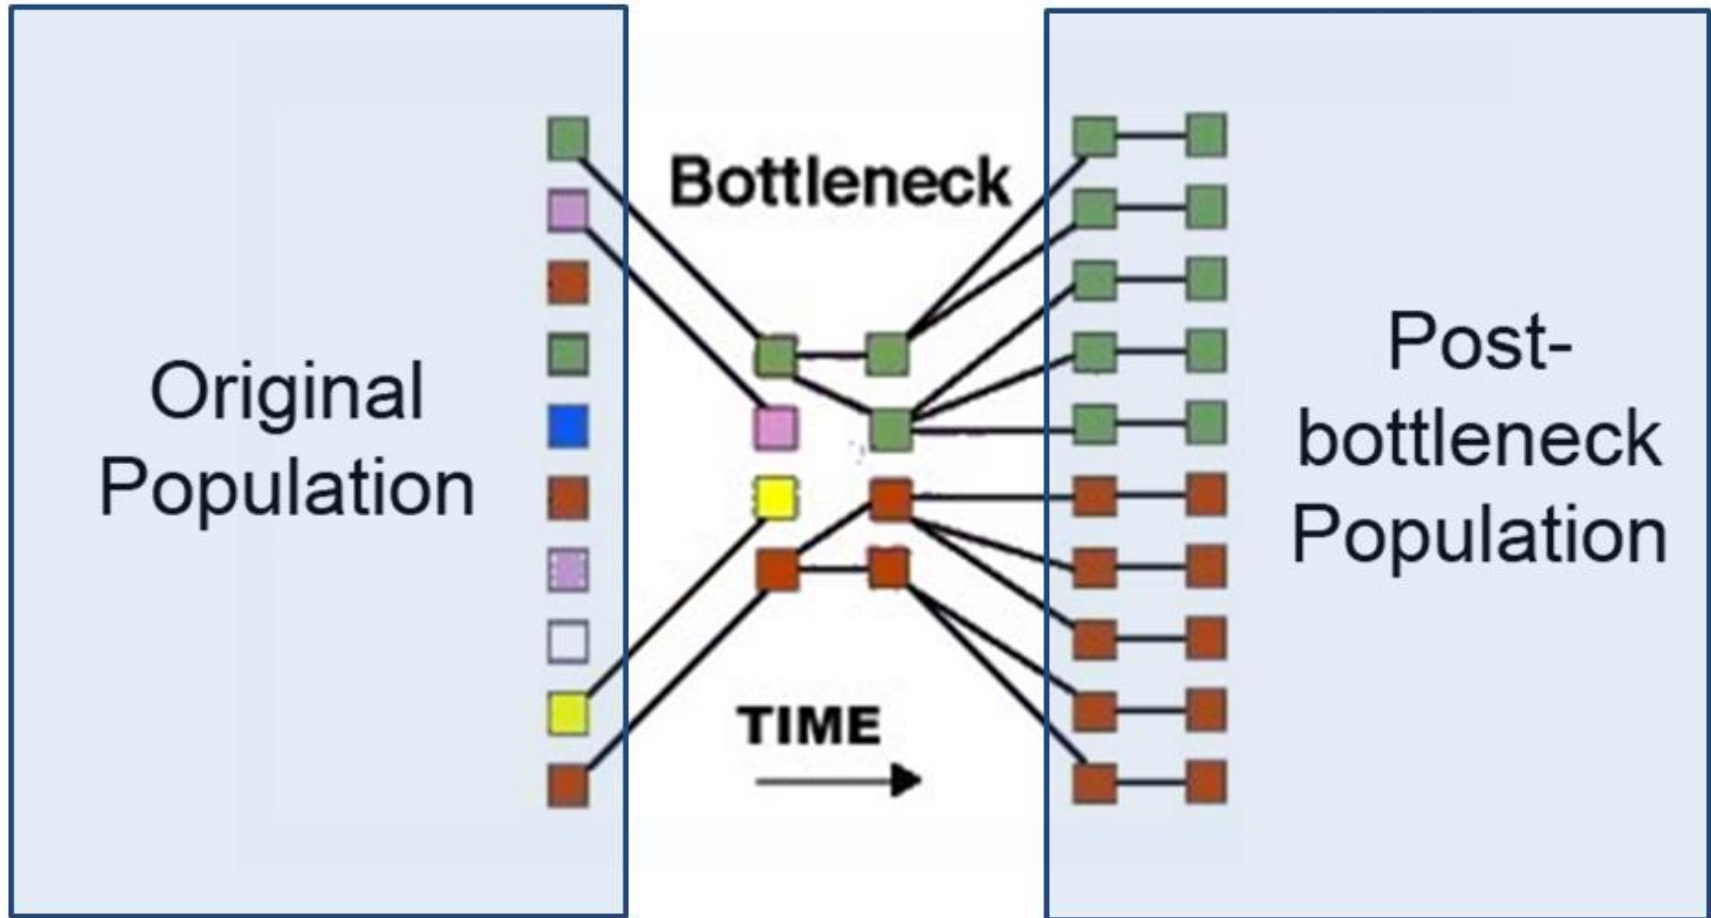 Original
Population
Bottleneck
TIME
Post-
bottleneck
Population